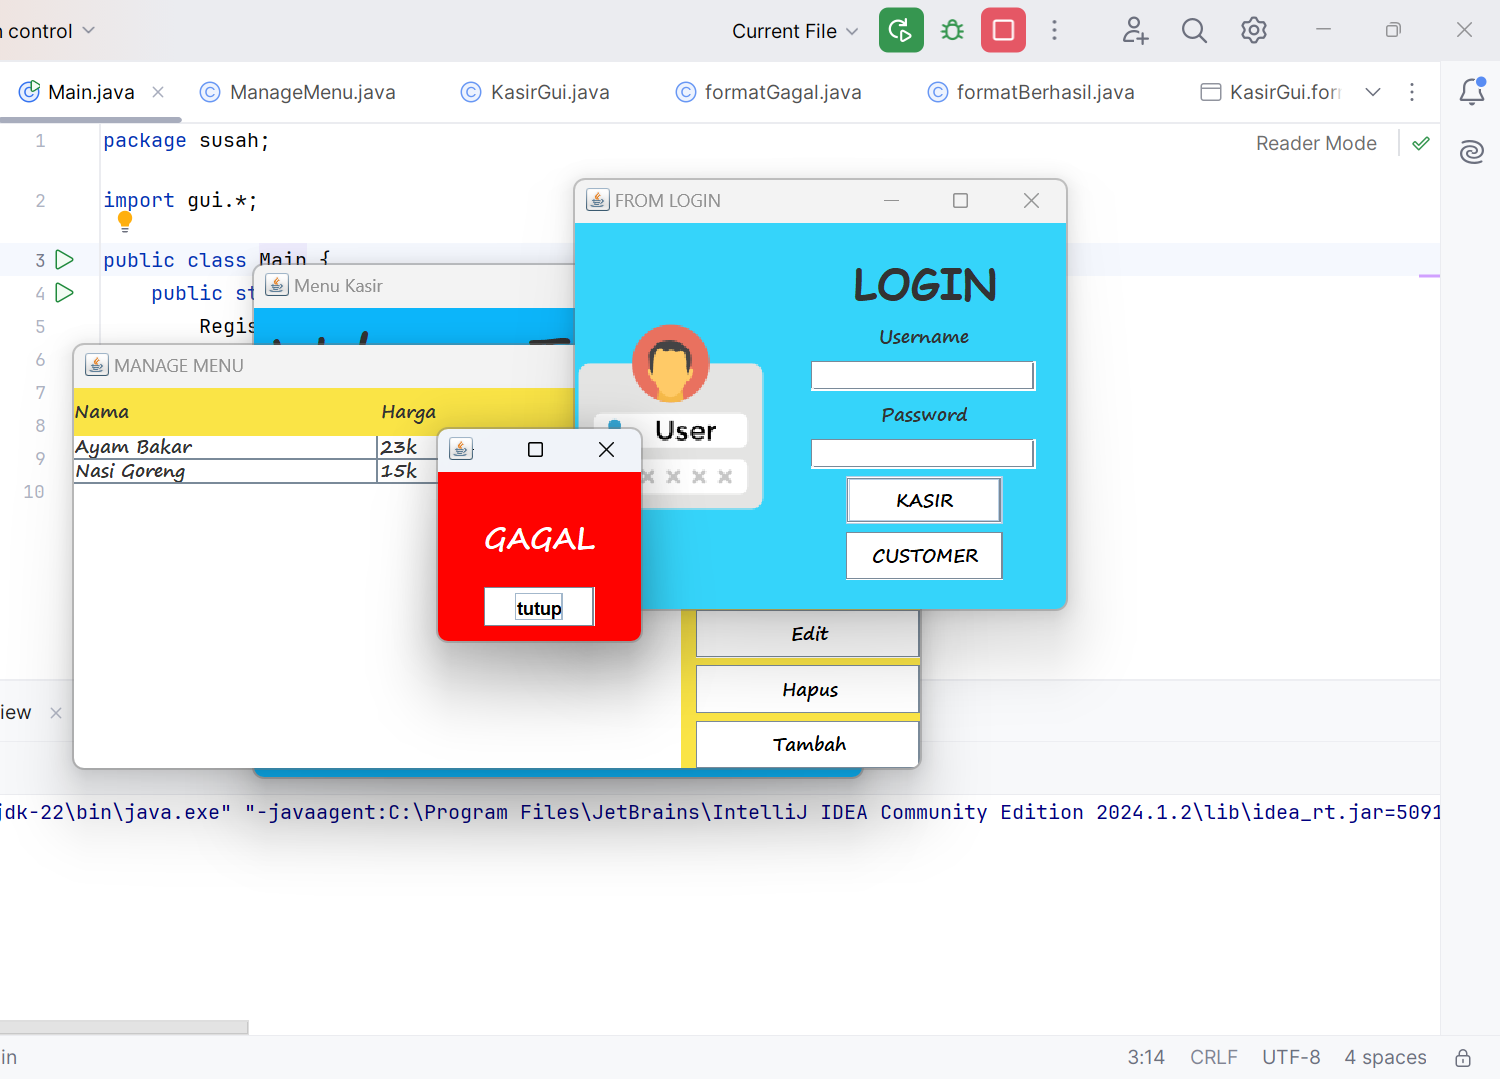 control
Current File
Main.java
ManageMenu.java
KasirGui.java
formatGagal.java
formatBerhasil.java
KasirGui.for
1 package susah;
Reader Mode
2 import gui.*;
3 public class Main {
4 public st
5 Regis
6
7
8
9
10
FROM LOGIN
LOGIN
Username
Password
User
KASIR
CUSTOMER
Menu Kasir
MANAGE MENU
Nama Harga
Ayam Bakar 23k
Nasi Goreng 15k
GAGAL
tutup
Edit
Hapus
Tambah
iew
jdk-22\bin\java.exe" "-javaagent:C:\Program Files\JetBrains\IntelliJ IDEA Community Edition 2024.1.2\lib\idea_rt.jar=5091
in
3:14 CRLF UTF-8 4 spaces